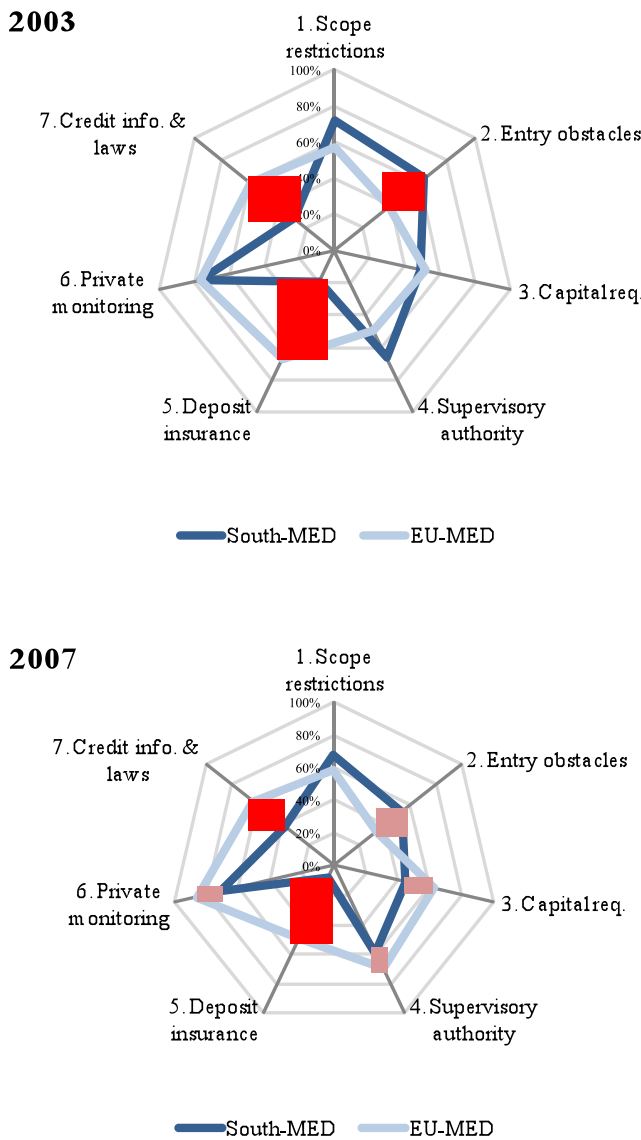 2003
1. Scope
restrictions
100%
80%
60%
40%
20%
0%
7. Credit info. &
laws
2. Entry obstacles
6. Private
monitoring
3. Capital req.
5. Deposit
insurance
4. Supervisory
authority
South-MED
EU-MED
2007
1. Scope
restrictions
100%
80%
60%
40%
20%
0%
7. Credit info. &
laws
2. Entry obstacles
6. Private
monitoring
3. Capital req.
5. Deposit
insurance
4. Supervisory
authority
South-MED
EU-MED